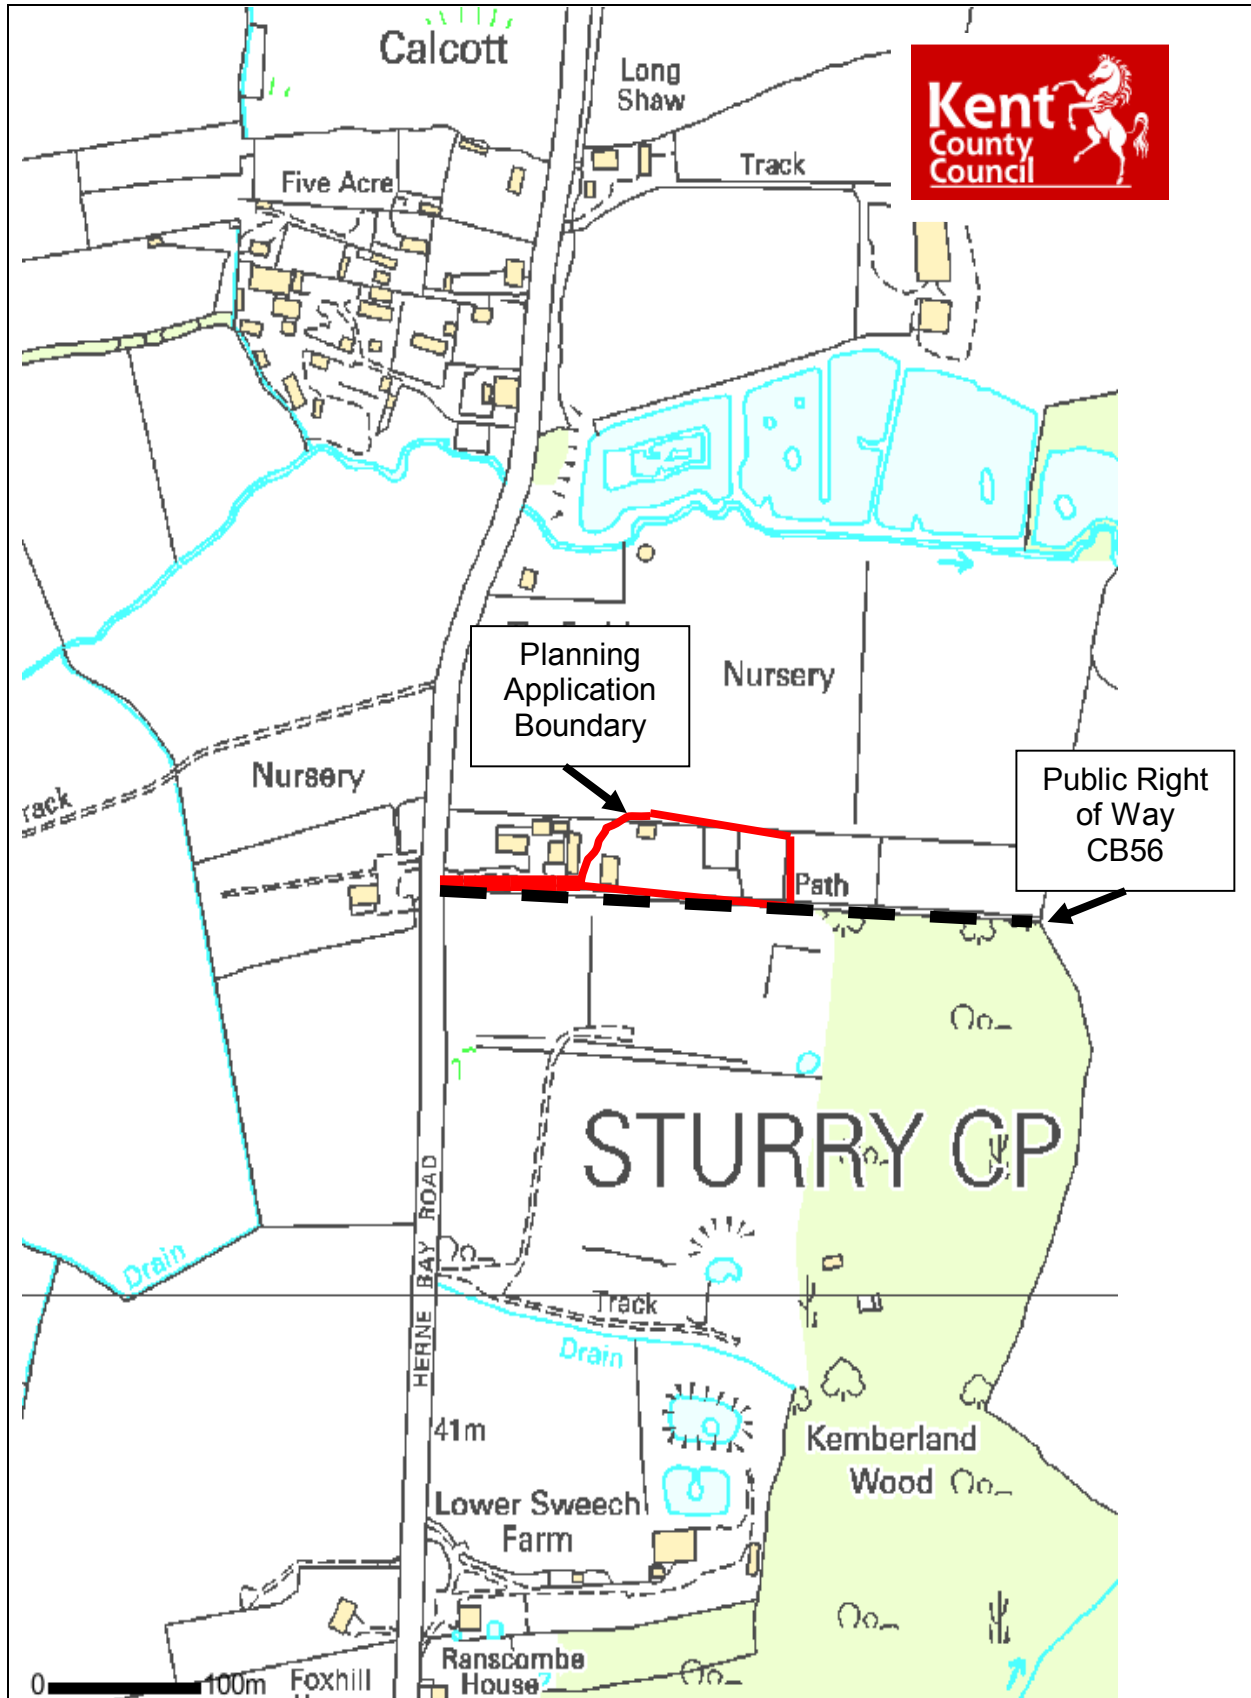 Calcott
Long
Shaw
Kent
County
Council
Track
Five Acre
Planning
Application
Boundary
Nursery
Public Right
of Way
CB56
Nursery
Track
Path
STURRY CP
HERNE BAY ROAD
Drain
Track
Drain
41m
Kemberland
Wood
Lower Sweech
Farm
Ranscombe
House
Foxhill
0 100m